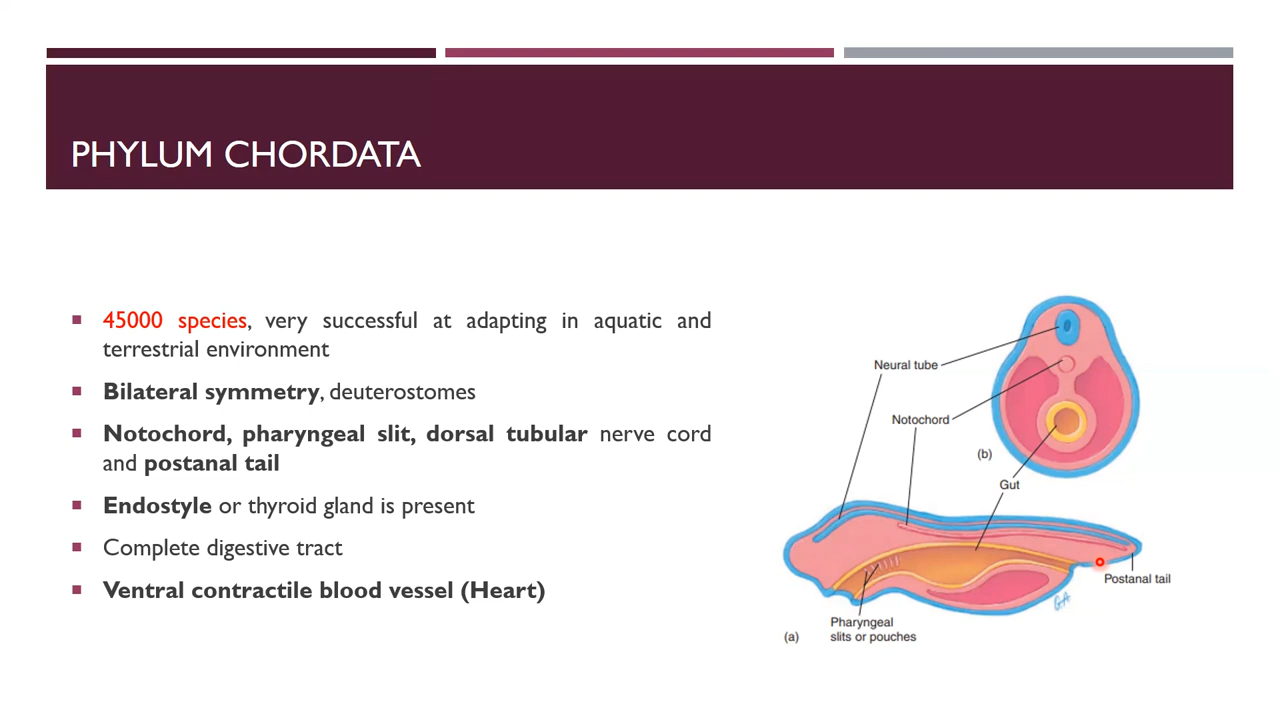 PHYLUM CHORDATA
▪ 45000 species, very successful at adapting in aquatic and
terrestrial environment
▪ Bilateral symmetry, deuterostomes
▪ Notochord, pharyngeal slit, dorsal tubular nerve cord
and postanal tail
▪ Endostyle or thyroid gland is present
▪ Complete digestive tract
▪ Ventral contractile blood vessel (Heart)
Neural tube
Notochord
(b)
Gut
Postanal tail
GA
Pharyngeal
slits or pouches
(a)